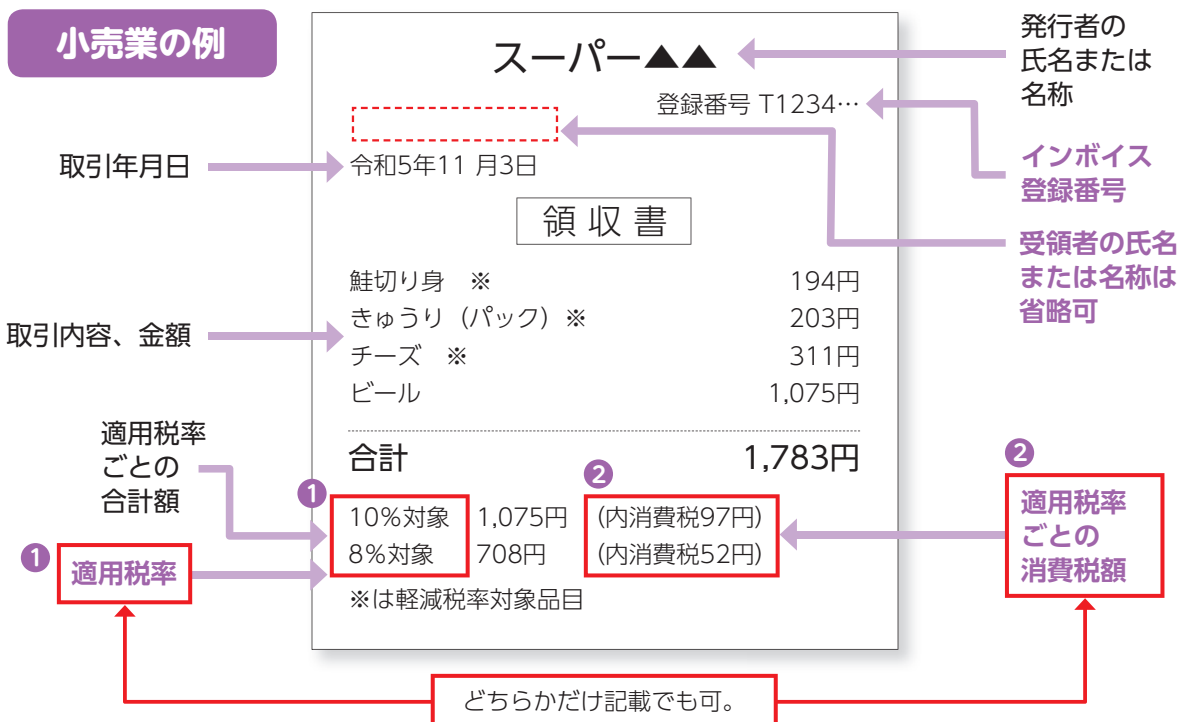 小売業の例
スーパー▲▲
発行者の
氏名または
名称
登録番号 T1234…
インボイス
登録番号
取引年月日
令和5年11 月3日
領収書
受領者の氏名
または名称は
省略可
取引内容、金額
鮭切り身　※ 194円
きゅうり（パック）※ 203円
チーズ　※ 311円
ビール 1,075円
合計 1,783円
適用税率
ごとの
合計額
❶ ❷
10%対象 1,075円 (内消費税97円)
8%対象 708円 (内消費税52円)
※は軽減税率対象品目
❶ 適用税率
❷
適用税率
ごとの
消費税額
どちらかだけ記載でも可。